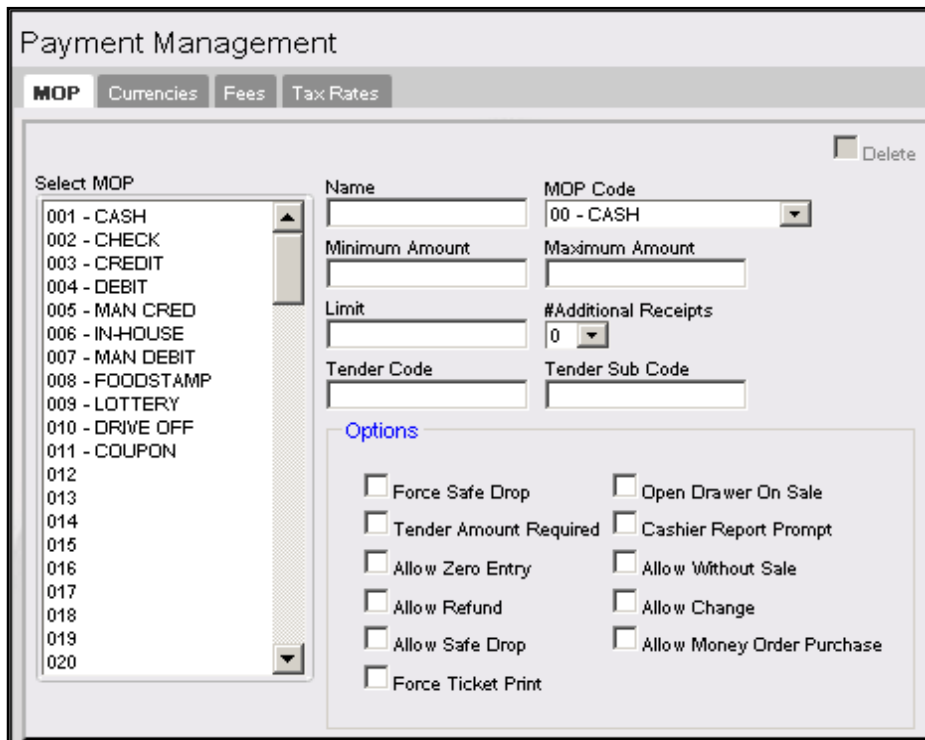 Payment Management
MOP Currencies Fees Tax Rates
Delete
Select MOP
001 - CASH
002 - CHECK
003 - CREDIT
004 - DEBIT
005 - MAN CRED
006 - IN-HOUSE
007 - MAN DEBIT
008 - FOODSTAMP
009 - LOTTERY
010 - DRIVE OFF
011 - COUPON
012
013
014
015
016
017
018
019
020
Name MOP Code
00 - CASH
Minimum Amount Maximum Amount
Limit #Additional Receipts
0
Tender Code Tender Sub Code
Options
Force Safe Drop Open Drawer On Sale
Tender Amount Required Cashier Report Prompt
Allow Zero Entry Allow Without Sale
Allow Refund Allow Change
Allow Safe Drop Allow Money Order Purchase
Force Ticket Print